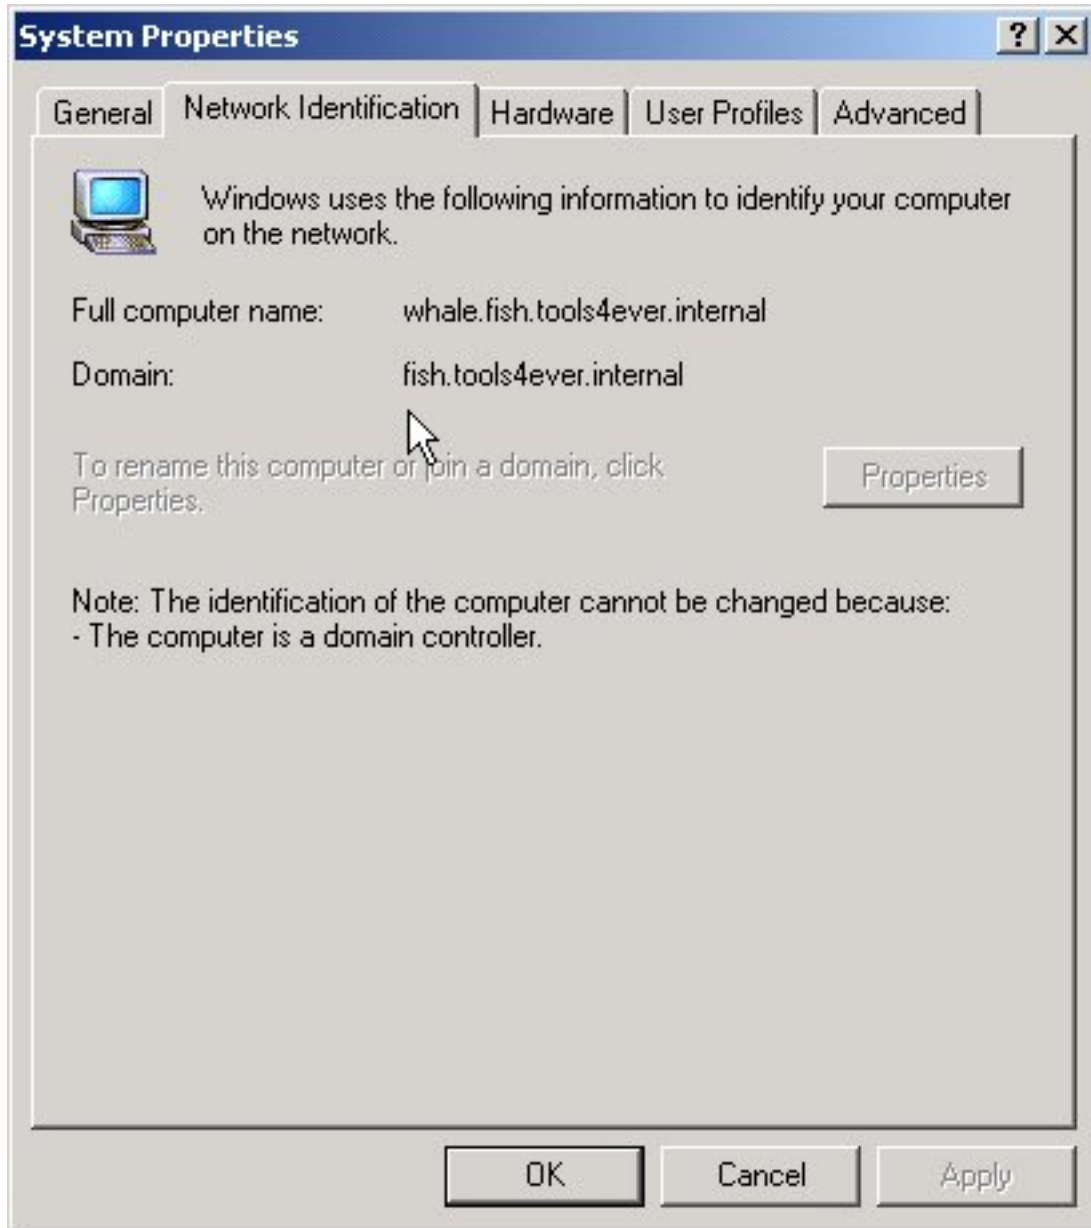 System Properties
General Network Identification Hardware User Profiles Advanced
Windows uses the following information to identify your computer
on the network.
Full computer name: whale.fish.tools4ever.internal
Domain: fish.tools4ever.internal
To rename this computer or join a domain, click
Properties.
Properties
Note: The identification of the computer cannot be changed because:
- The computer is a domain controller.
OK Cancel Apply